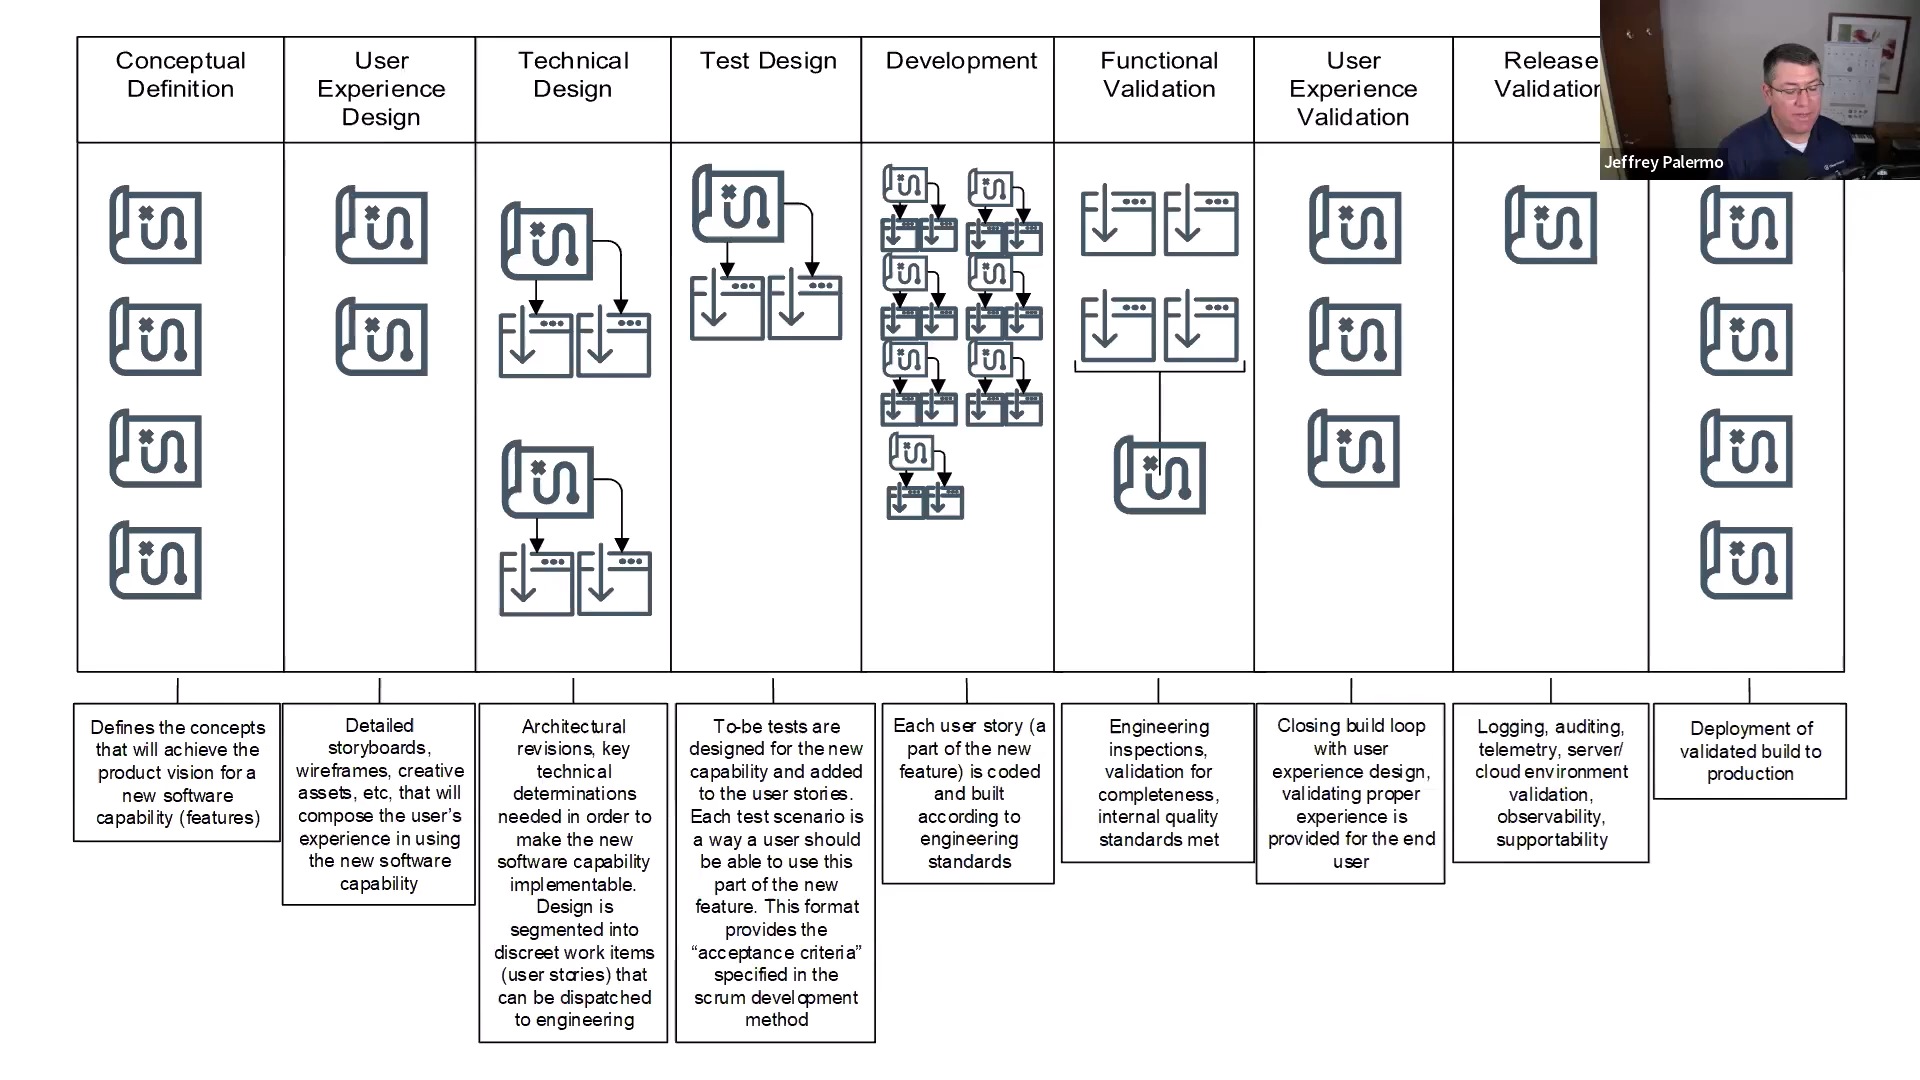 Conceptual
Definition
User
Experience
Design
Technical
Design
Test Design
Development
Functional
Validation
User
Experience
Validation
Release
Validation
Jeffrey Palermo
Defines the concepts
that will achieve the
product vision for a
new software
capability (features)
Detailed
storyboards,
wireframes, creative
assets, etc, that will
compose the user’s
experience in using
the new software
capability
Architectural
revisions, key
technical
determinations
needed in order to
make the new
software capability
implementable.
Design is
segmented into
discreet work items
(user stories) that
can be dispatched
to engineering
To-be tests are
designed for the new
capability and added
to the user stories.
Each test scenario is
a way a user should
be able to use this
part of the new
feature. This format
provides the
“acceptance criteria”
specified in the
scrum development
method
Each user story (a
part of the new
feature) is coded
and built
according to
engineering
standards
Engineering
inspections,
validation for
completeness,
internal quality
standards met
Closing build loop
with user
experience design,
validating proper
experience is
provided for the end
user
Logging, auditing,
telemetry, server/
cloud environment
validation,
observability,
supportability
Deployment of
validated build to
production